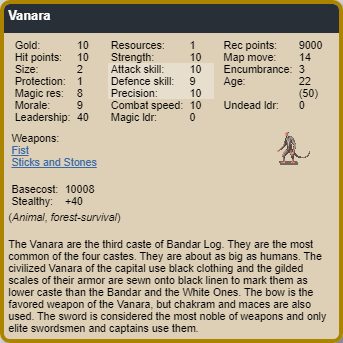 Vanara
Gold: 10 Resources: 1 Rec points: 9000
Hit points: 10 Strength: 10 Map move: 14
Size: 2 Attack skill: 10 Encumbrance: 3
Protection: 1 Defence skill: 9 Age: 22
Magic res: 8 Precision: 10 (50)
Morale: 9 Combat speed: 10 Undead ldr: 0
Leadership: 40 Magic ldr: 0
Weapons:
Fist
Sticks and Stones
Basecost: 10008
Stealthy: +40
(Animal, forest-survival)
The Vanara are the third caste of Bandar Log. They are the most
common of the four castes. They are about as big as humans. The
civilized Vanara of the capital use black clothing and the gilded
scales of their armor are sewn onto black linen to mark them as
lower caste than the Bandar and the White Ones. The bow is the
favored weapon of the Vanara, but chakram and maces are also
used. The sword is considered the most noble of weapons and only
elite swordsmen and captains use them.